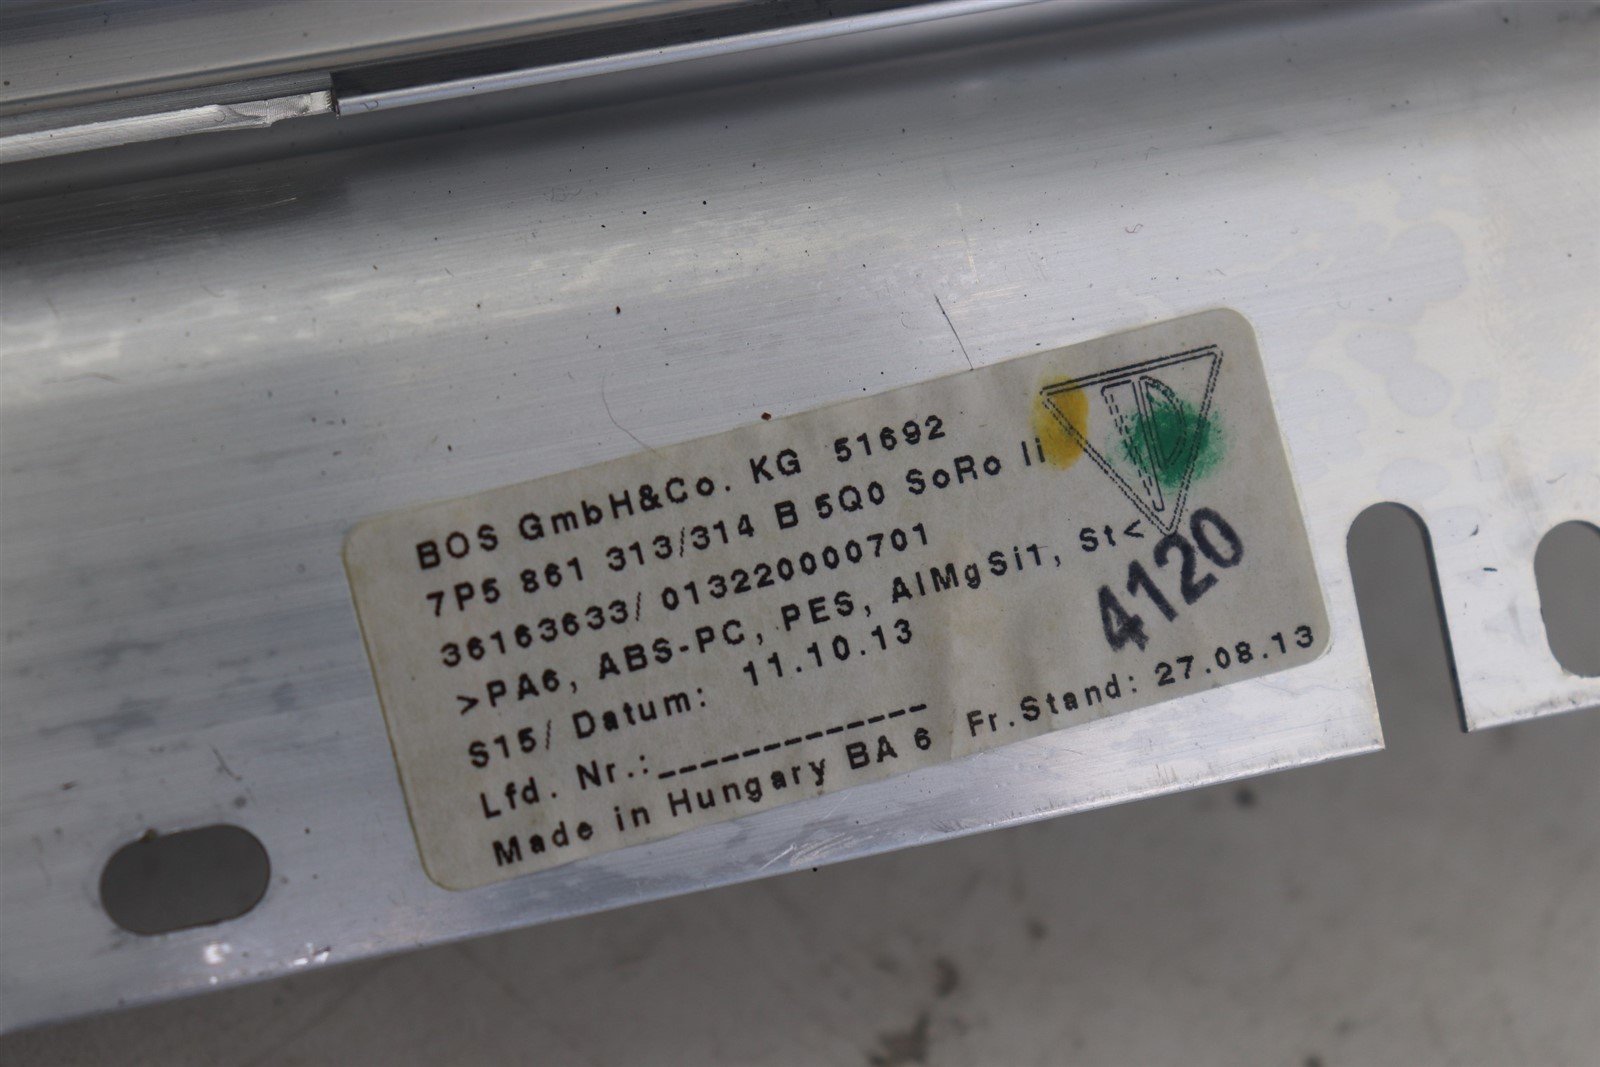 BOS GmbH&Co. KG 51692
7P5 861 313/314 B 5Q0 SoRo li
36163633/ 013220000701
>PA6, ABS-PC, PES, AlMgSi1, St<
S15/ Datum: 11.10.13
4120
Lfd. Nr.:____________
Made in Hungary BA 6 Fr.Stand: 27.08.13